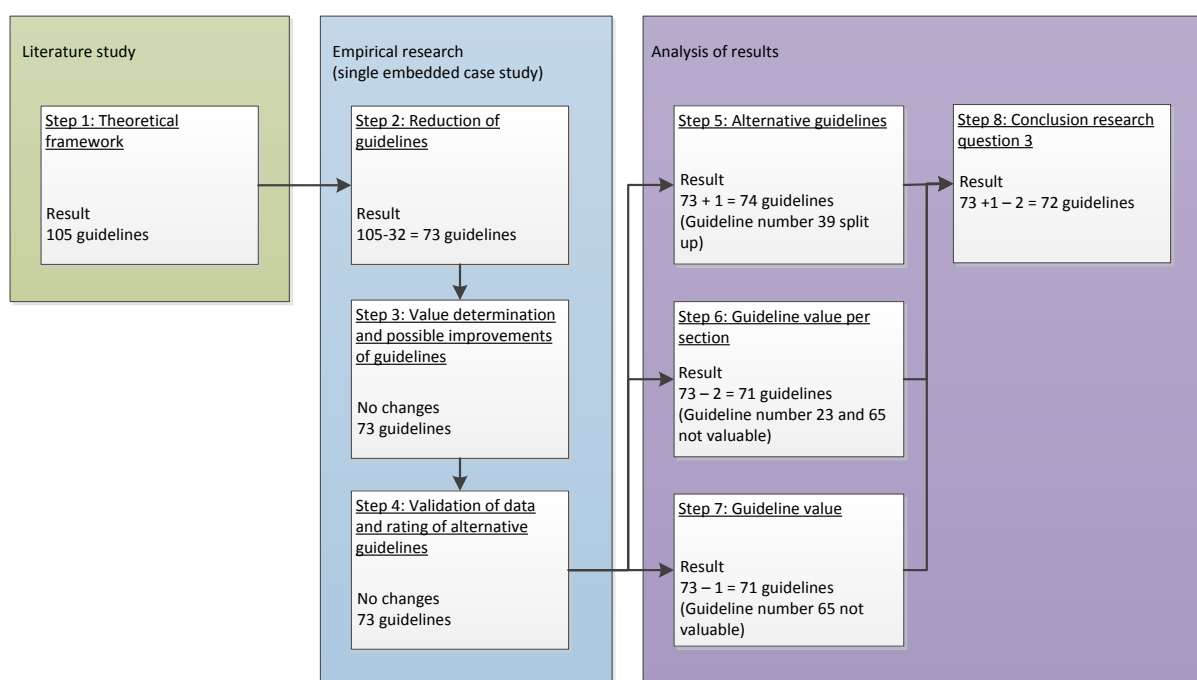 Literature study
Step 1: Theoretical
framework
Result
105 guidelines
Empirical research
(single embedded case study)
Step 2: Reduction of
guidelines
Result
105-32 = 73 guidelines
Step 3: Value determination
and possible improvements
of guidelines
No changes
73 guidelines
Step 4: Validation of data
and rating of alternative
guidelines
No changes
73 guidelines
Analysis of results
Step 5: Alternative guidelines
Result
73 + 1 = 74 guidelines
(Guideline number 39 split
up)
Step 6: Guideline value per
section
Result
73 – 2 = 71 guidelines
(Guideline number 23 and 65
not valuable)
Step 7: Guideline value
Result
73 – 1 = 71 guidelines
(Guideline number 65 not
valuable)
Step 8: Conclusion research
question 3
Result
73 +1 – 2 = 72 guidelines